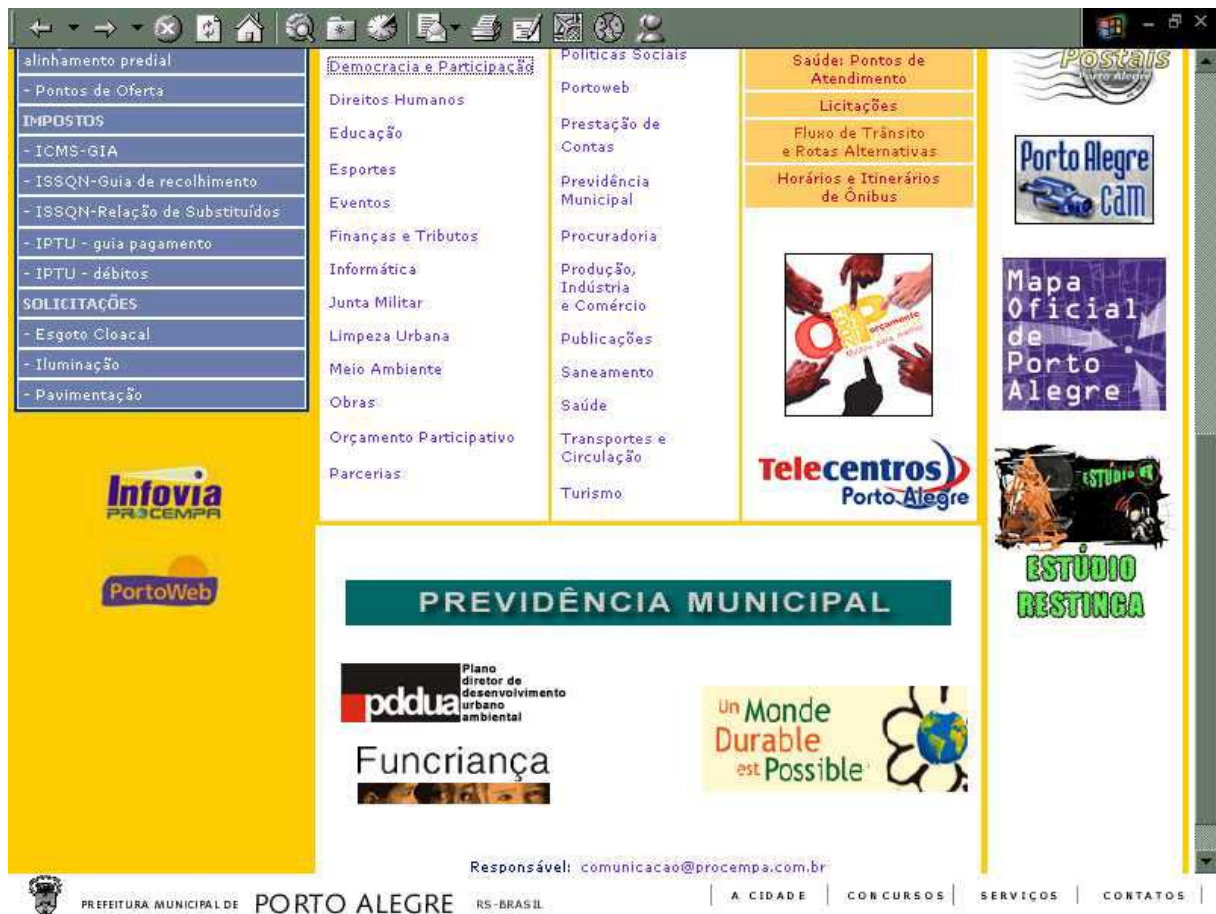 alinhamento predial
- Pontos de Oferta
IMPOSTOS
- ICMS-GIA
- ISSQN-Guia de recolhimento
- ISSQN-Relação de Substituídos
- IPTU - guia pagamento
- IPTU - débitos
SOLICITAÇÕES
- Esgoto Cloacal
- Iluminação
- Pavimentação
Infovia
PROCEMPA
PortoWeb
Democracia e Participação
Direitos Humanos
Educação
Esportes
Eventos
Finanças e Tributos
Informática
Junta Militar
Limpeza Urbana
Meio Ambiente
Obras
Orçamento Participativo
Parcerias
Políticas Sociais
Portoweb
Prestação de
Contas
Previdência
Municipal
Procuradoria
Produção,
Indústria
e Comércio
Publicações
Saneamento
Saúde
Transportes e
Circulação
Turismo
Saúde: Pontos de
Atendimento
Licitações
Fluxo de Trânsito
e Rotas Alternativas
Horários e Itinerários
de Ônibus
OP
orçamente
Telecentros
Porto Alegre
Postais
Porto Alegre
Porto Alegre
cam
Mapa
Oficial
de
Porto
Alegre
ESTÚDIO
RESTINGA
PREVIDÊNCIA MUNICIPAL
pddua
Plano
diretor de
desenvolvimento
urbano
ambiental
Funcriança
Un Monde
Durable
est Possible
Responsável: comunicacao@procempa.com.br
PREFEITURA MUNICIPAL DE PORTO ALEGRE RS-BRASIL
A CIDADE | CONCURSOS | SERVIÇOS | CONTATOS